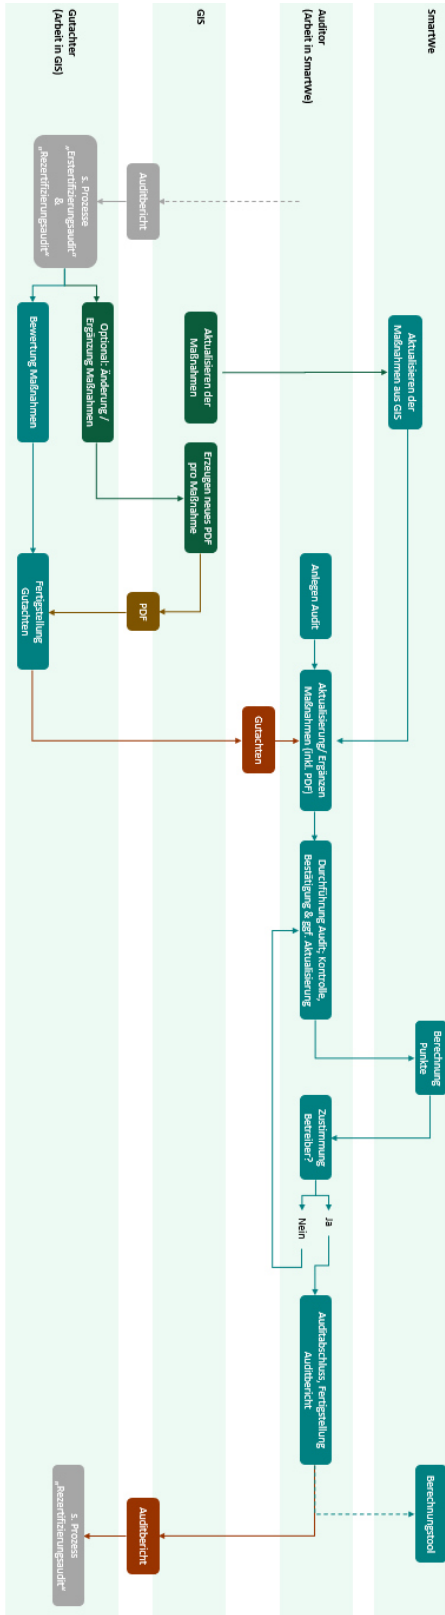 SmartWe
Aktualisieren der
Maßnahmen aus GIS
Berechnung
Punkte
Berechnungstool
Auditor
(Arbeit in SmartWe)
Anlegen Audit
Aktualisierung/ Ergänzen
Maßnahmen (inkl. PDF)
Durchführung Audit; Kontrolle,
Bestätigung & ggf. Aktualisierung
Zustimmung
Betreiber?
Ja
Nein
Auditabschluss, Fertigstellung
Auditbericht
Gutachten
GIS
Aktualisieren der
Maßnahmen
Erzeugen neues PDF
pro Maßnahme
Auditbericht
PDF
Auditbericht
Gutachter
(Arbeit in GIS)
s. Prozesse
„Erstertifizierungsaudit“
&
„Rezertifizierungsaudit“
Optional: Änderung /
Ergänzung Maßnahmen
Bewertung Maßnahmen
Fertigstellung
Gutachten
s. Prozess
„Rezertifizierungsaudit“